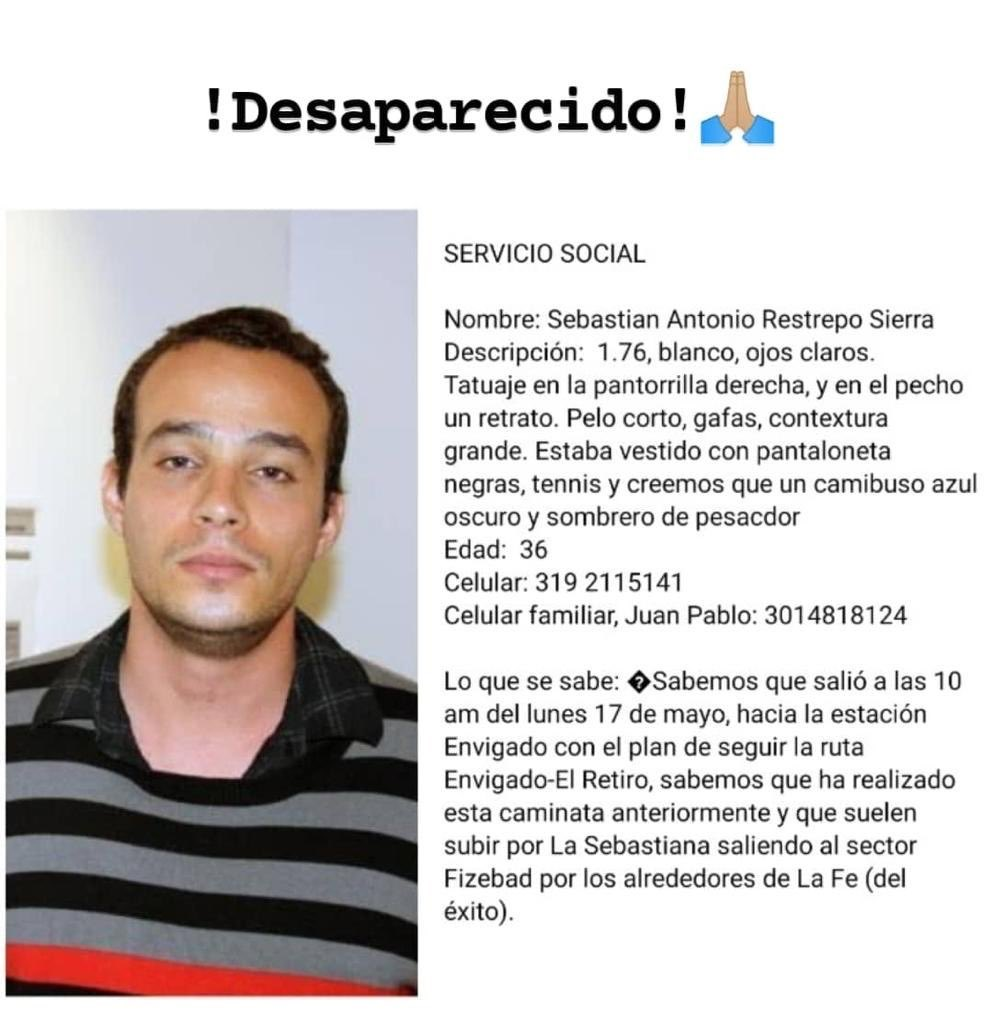 !Desaparecido!🙏🏼
SERVICIO SOCIAL
Nombre: Sebastian Antonio Restrepo Sierra
Descripción:  1.76, blanco, ojos claros.
Tatuaje en la pantorrilla derecha, y en el pecho
un retrato. Pelo corto, gafas, contextura
grande. Estaba vestido con pantaloneta
negras, tennis y creemos que un camibuso azul
oscuro y sombrero de pesacdor
Edad:  36
Celular: 319 2115141
Celular familiar, Juan Pablo: 3014818124
Lo que se sabe: �Sabemos que salió a las 10
am del lunes 17 de mayo, hacia la estación
Envigado con el plan de seguir la ruta
Envigado-El Retiro, sabemos que ha realizado
esta caminata anteriormente y que suelen
subir por La Sebastiana saliendo al sector
Fizebad por los alrededores de La Fe (del
éxito).